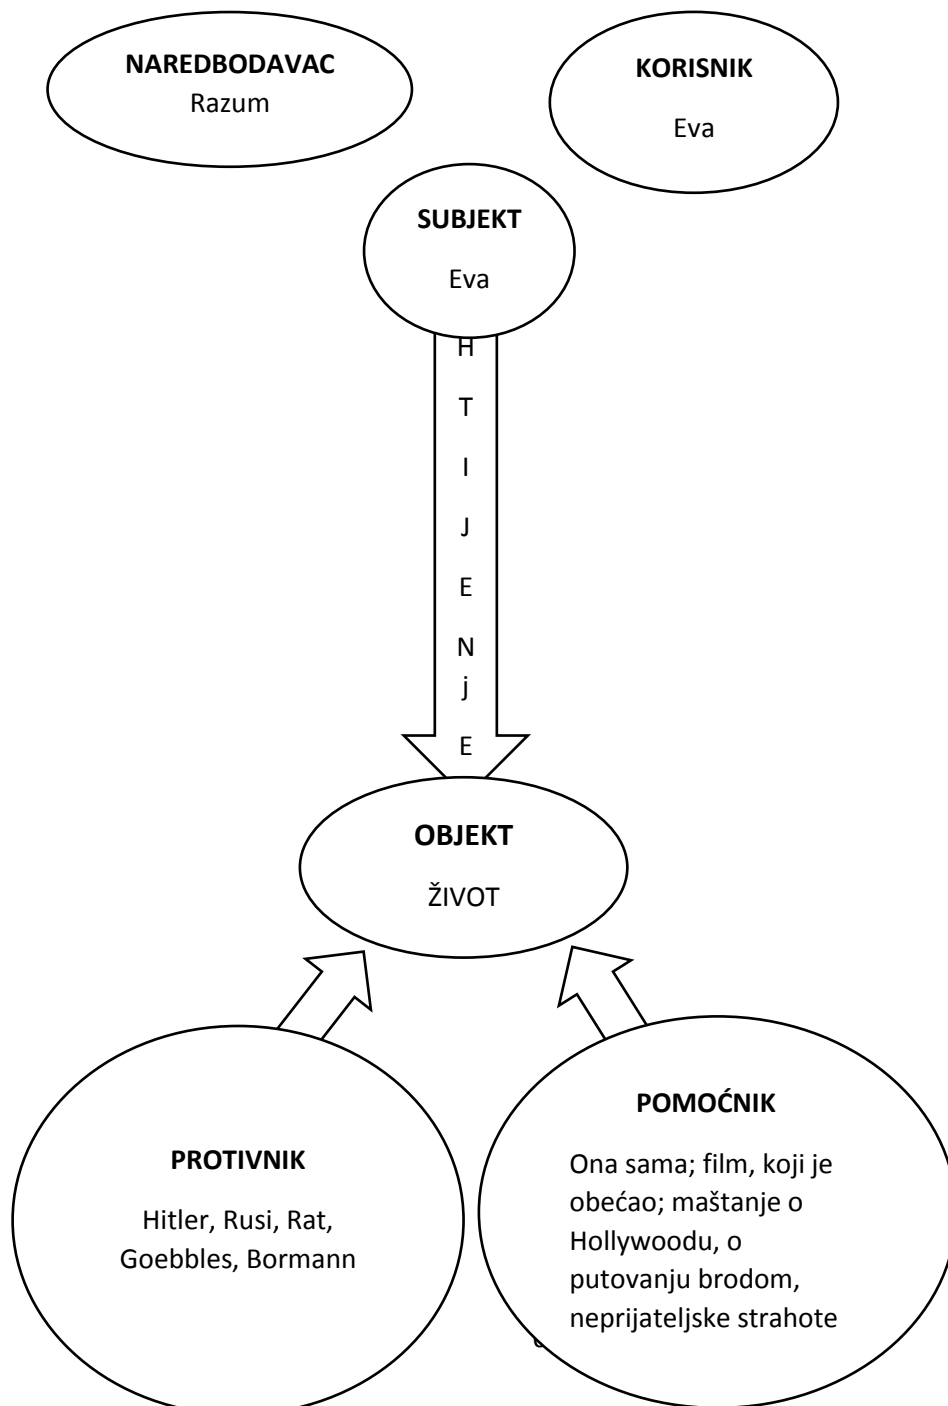 NAREDBODAVAC
Razum
KORISNIK
Eva
SUBJEKT
Eva
H
T
I
J
E
N
j
E
OBJEKT
ŽIVOT
PROTIVNIK
Hitler, Rusi, Rat,
Goebbles, Bormann
POMOĆNIK
Ona sama; film, koji je
obećao; maštanje o
Hollywoodu, o
putovanju brodom,
neprijateljske strahote